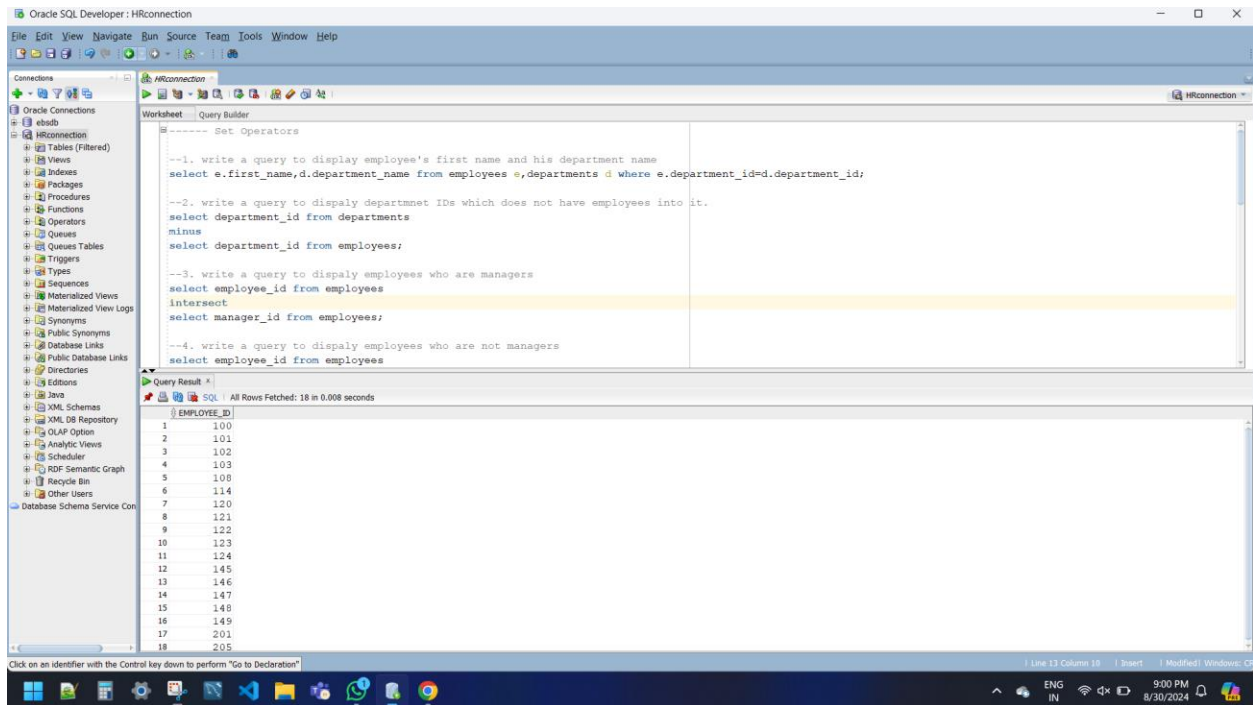 Oracle SQL Developer : HRconnection
File Edit View Navigate Run Source Team Tools Window Help
Connections
HRconnection
HRconnection
Worksheet Query Builder
Oracle Connections
ebsdb
HRconnection
Tables (Filtered)
Views
Indexes
Packages
Procedures
Functions
Operators
Queues
Queues Tables
Triggers
Types
Sequences
Materialized Views
Materialized View Logs
Synonyms
Public Synonyms
Database Links
Public Database Links
Directories
Editions
Java
XML Schemas
XML DB Repository
OLAP Option
Analytic Views
Scheduler
RDF Semantic Graph
Recycle Bin
Other Users
Database Schema Service Con
------ Set Operators
--1. write a query to display employee's first name and his department name
select e.first_name,d.department_name from employees e,departments d where e.department_id=d.department_id;
--2. write a query to dispaly departmnet IDs which does not have employees into it.
select department_id from departments
minus
select department_id from employees;
--3. write a query to dispaly employees who are managers
select employee_id from employees
intersect
select manager_id from employees;
--4. write a query to dispaly employees who are not managers
select employee_id from employees
Query Result
SQL | All Rows Fetched: 18 in 0.008 seconds
EMPLOYEE_ID
1 100
2 101
3 102
4 103
5 108
6 114
7 120
8 121
9 122
10 123
11 124
12 145
13 146
14 147
15 148
16 149
17 201
18 205
Click on an identifier with the Control key down to perform "Go to Declaration"
Line 13 Column 10 | Insert | Modified | Windows: CR
ENG
IN
9:00 PM
8/30/2024